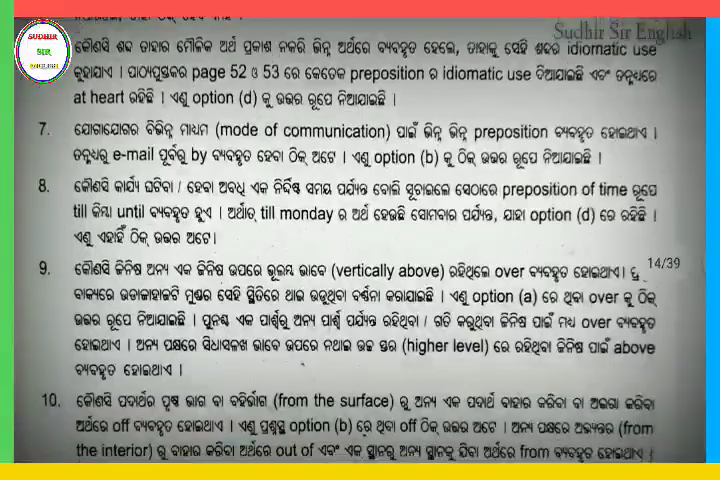 SUDHIR
SIR
ENGLISH
Sudhir Sir English
କୌଣସି ଶବ୍ଦ ତାହାର ମୌଳିକ ଅର୍ଥ ପ୍ରକାଶ ନକରି ଭିନ୍ନ ଅର୍ଥରେ ବ୍ୟବହୃତ ହେଲେ, ତାହାକୁ ସେହି ଶବ୍ଦର idiomatic use
କୁହାଯାଏ । ପାଠ୍ୟପୁସ୍ତକର page 52 ଓ 53 ରେ କେତେକ preposition ର idiomatic use ଦିଆଯାଇଛି ଏବଂ ତନ୍ମଧ୍ୟରେ
at heart ରହିଛି । ଏଣୁ option (d) କୁ ଉତ୍ତର ରୂପେ ନିଆଯାଇଛି ।
7. ଯୋଗାଯୋଗର ବିଭିନ୍ନ ମାଧ୍ୟମ (mode of communication) ପାଇଁ ଭିନ୍ନ ଭିନ୍ନ preposition ବ୍ୟବହୃତ ହୋଇଥାଏ ।
ତନ୍ମଧ୍ୟରୁ e-mail ପୂର୍ବରୁ by ବ୍ୟବହୃତ ହେବା ଠିକ୍ ଅଟେ । ଏଣୁ option (b) କୁ ଠିକ୍ ଉତ୍ତର ରୂପେ ନିଆଯାଇଛି ।
8. କୌଣସି କାର୍ଯ୍ୟ ଘଟିବା / ହେବା ଅବଧି ଏକ ନିର୍ଦ୍ଦିଷ୍ଟ ସମୟ ପର୍ଯ୍ୟନ୍ତ ବୋଲି ସୂଚାଇଲେ ସେଠାରେ preposition of time ରୂପେ
till କିମ୍ବା until ବ୍ୟବହୃତ ହୁଏ । ଅର୍ଥାତ୍ till monday ର ଅର୍ଥ ହେଉଛି ସୋମବାର ପର୍ଯ୍ୟନ୍ତ, ଯାହା option (d) ରେ ରହିଛି ।
ଏଣୁ ଏହାହିଁ ଠିକ୍ ଉତ୍ତର ଅଟେ।
9. କୌଣସି ଜିନିଷ ଅନ୍ୟ ଏକ ଜିନିଷ ଉପରେ ଭୂଲମ୍ବ ଭାବେ (vertically above) ରହିଥିଲେ over ବ୍ୟବହୃତ ହୋଇଥାଏ।
14/39
ବାକ୍ୟରେ ଉଡାଜାହାଜଟି ମୁଣ୍ଡର ସେହି ସ୍ଥିତିରେ ଥାଇ ଉଡୁଥିବା ବର୍ଣ୍ଣନା କରାଯାଇଛି । ଏଣୁ option (a) ରେ ଥିବା over କୁ ଠିକ୍
ଉତ୍ତର ରୂପେ ନିଆଯାଇଛି । ପୁନଶ୍ଚ ଏକ ପାର୍ଶ୍ବରୁ ଅନ୍ୟ ପାର୍ଶ୍ବ ପର୍ଯ୍ୟନ୍ତ ରହିଥିବା / ଗତି କରୁଥିବା ଜିନିଷ ପାଇଁ ମଧ୍ୟ over ବ୍ୟବହୃତ
ହୋଇଥାଏ । ଅନ୍ୟ ପକ୍ଷରେ ସିଧାସଳଖ ଭାବେ ଉପରେ ନଥାଇ ଉଚ୍ଚ ସ୍ତର (higher level) ରେ ରହିଥିବା ଜିନିଷ ପାଇଁ above
ବ୍ୟବହୃତ ହୋଇଥାଏ ।
10. କୌଣସି ପଦାର୍ଥର ପୃଷ୍ଠ ଭାଗ ବା ବହିର୍ଭାଗ (from the surface) ରୁ ଅନ୍ୟ ଏକ ପଦାର୍ଥ ବାହାର କରିବା ବା ଅଲଗା କରିବା
ଅର୍ଥରେ off ବ୍ୟବହୃତ ହୋଇଥାଏ । ଏଣୁ ପ୍ରଶ୍ନସ୍ଥ option (b) ରେ ଥିବା off ଠିକ୍ ଉତ୍ତର ଅଟେ । ଅନ୍ୟ ପକ୍ଷରେ ଅଭ୍ୟନ୍ତର (from
the interior) ରୁ ବାହାର କରିବା ଅର୍ଥରେ out of ଏବଂ ଏକ ସ୍ଥାନରୁ ଅନ୍ୟ ସ୍ଥାନକୁ ଯିବା ଅର୍ଥରେ from ବ୍ୟବହୃତ ହୋଇଥାଏ ।